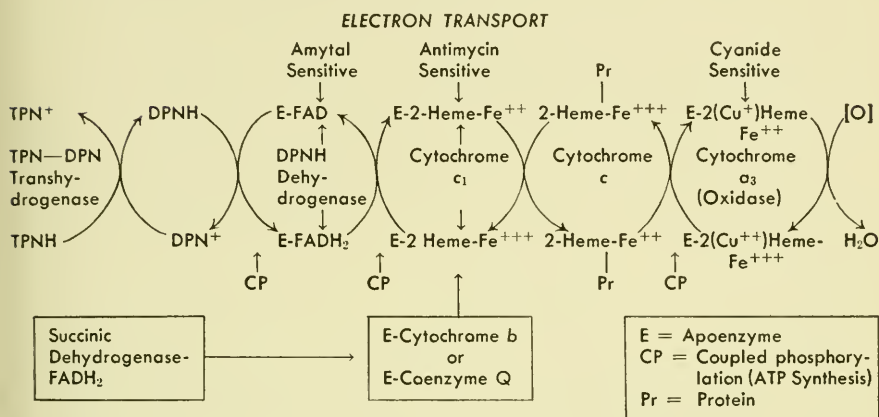 ELECTRON TRANSPORT
Amytal
Sensitive
Antimycin
Sensitive
Pr
Cyanide
Sensitive
TPN⁺
DPNH
E-FAD
E-2-Heme-Fe⁺⁺
2-Heme-Fe⁺⁺⁺
E-2(Cu⁺)Heme
Fe⁺⁺
[O]
TPN—DPN
Transhy-
drogenase
DPNH
Dehy-
drogenase
Cytochrome
c₁
Cytochrome
c
Cytochrome
a₃
(Oxidase)
TPNH
DPN⁺
E-FADH₂
E-2 Heme-Fe⁺⁺⁺
2-Heme-Fe⁺⁺
E-2(Cu⁺⁺)Heme-
Fe⁺⁺⁺
H₂O
CP
CP
Pr
CP
Succinic
Dehydrogenase-
FADH₂
E-Cytochrome b
or
E-Coenzyme Q
E = Apoenzyme
CP = Coupled phosphory-
lation (ATP Synthesis)
Pr = Protein